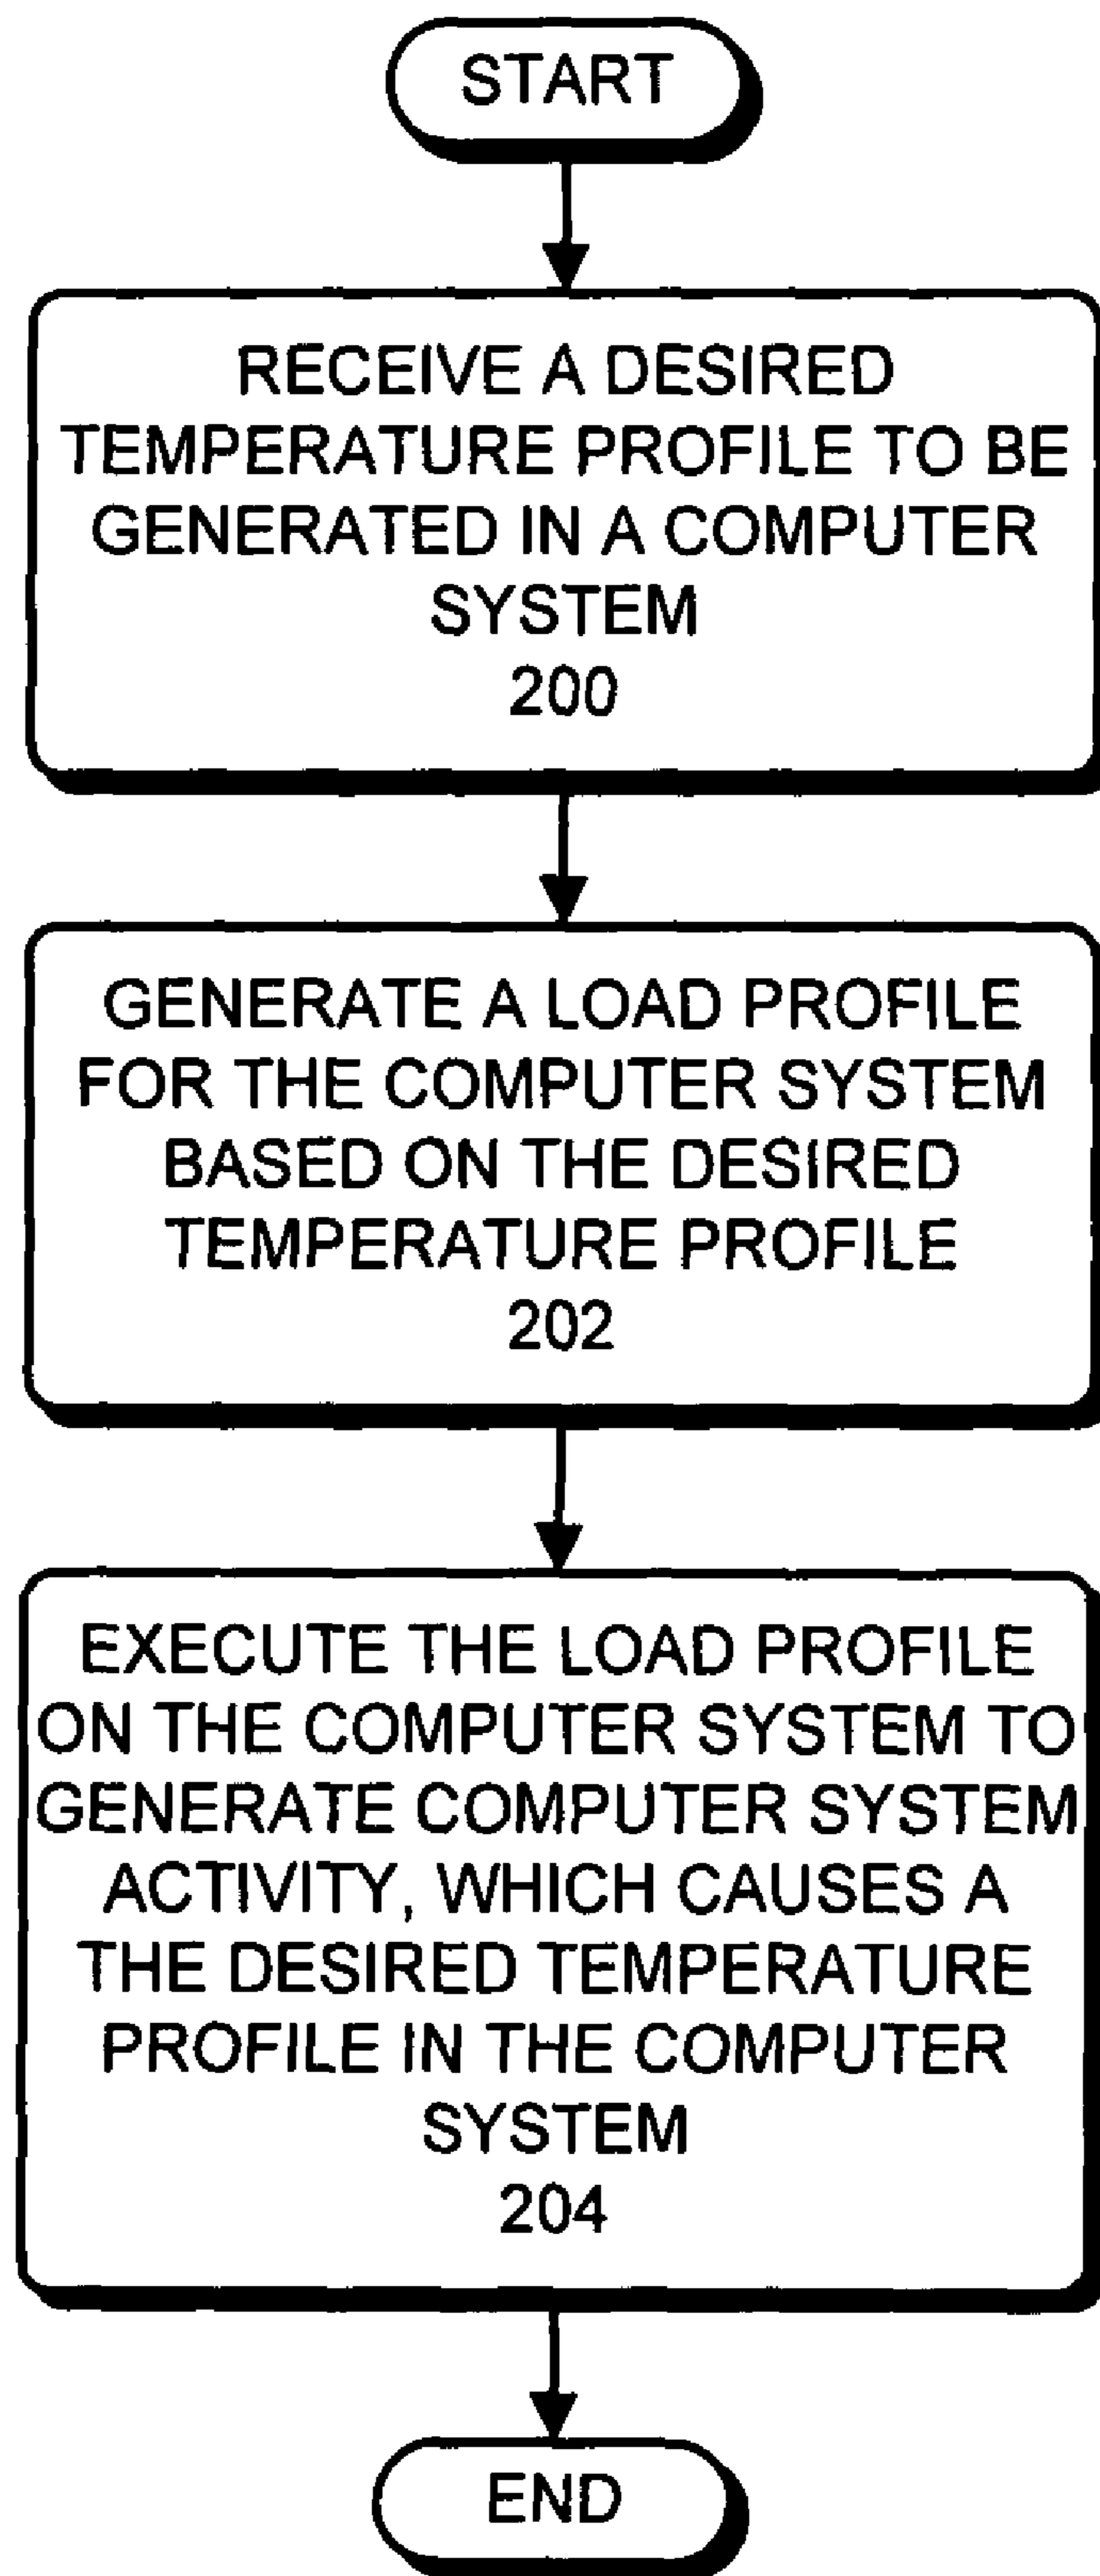 START
RECEIVE A DESIRED
TEMPERATURE PROFILE TO BE
GENERATED IN A COMPUTER
SYSTEM
200
GENERATE A LOAD PROFILE
FOR THE COMPUTER SYSTEM
BASED ON THE DESIRED
TEMPERATURE PROFILE
202
EXECUTE THE LOAD PROFILE
ON THE COMPUTER SYSTEM TO
GENERATE COMPUTER SYSTEM
ACTIVITY, WHICH CAUSES A
THE DESIRED TEMPERATURE
PROFILE IN THE COMPUTER
SYSTEM
204
END